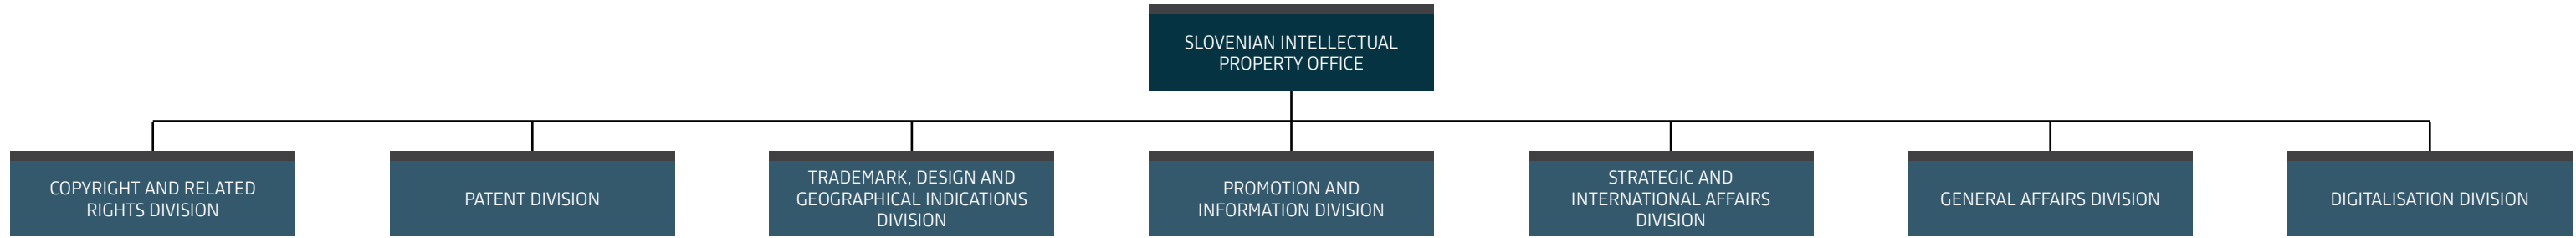 SLOVENIAN INTELLECTUAL
PROPERTY OFFICE
COPYRIGHT AND RELATED
RIGHTS DIVISION
PATENT DIVISION
TRADEMARK, DESIGN AND
GEOGRAPHICAL INDICATIONS
DIVISION
PROMOTION AND
INFORMATION DIVISION
STRATEGIC AND
INTERNATIONAL AFFAIRS
DIVISION
GENERAL AFFAIRS DIVISION
DIGITALISATION DIVISION